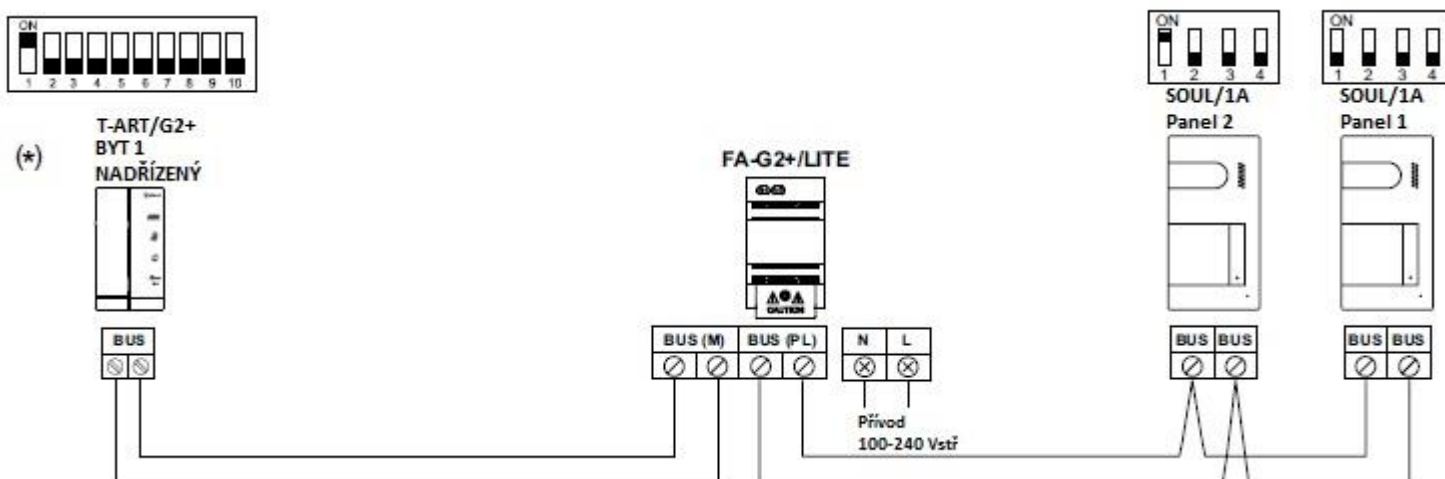 ON
1 2 3 4 5 6 7 8 9 10
T-ART/G2+
BYT 1
NADŘÍZENÝ
(*)
BUS
FA-G2+/LITE
CAUTION
BUS (M) BUS (PL) N L
Přívod
100-240 Vstř
ON
1 2 3 4
SOUL/1A
Panel 2
BUS BUS
ON
1 2 3 4
SOUL/1A
Panel 1
BUS BUS